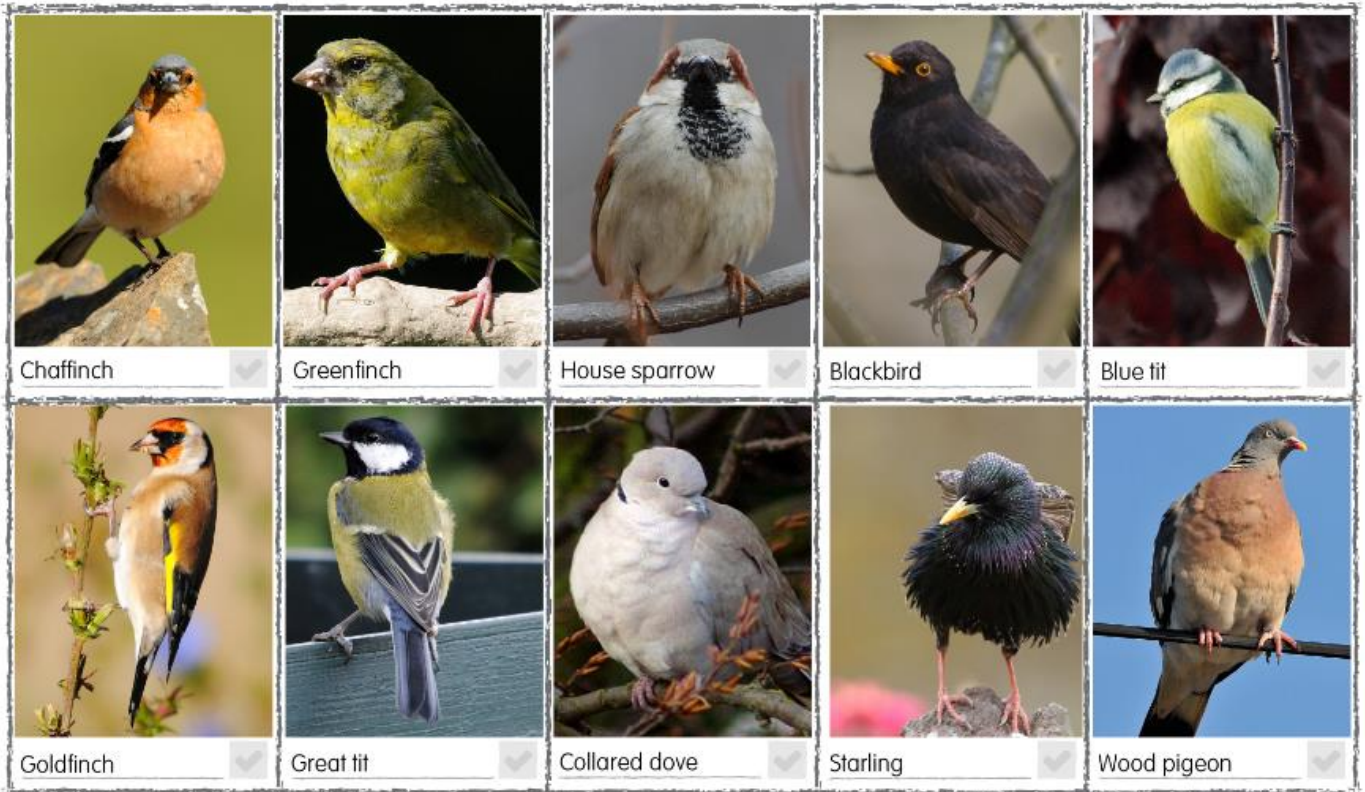 Chaffinch
Greenfinch
House sparrow
Blackbird
Blue tit
Goldfinch
Great tit
Collared dove
Starling
Wood pigeon